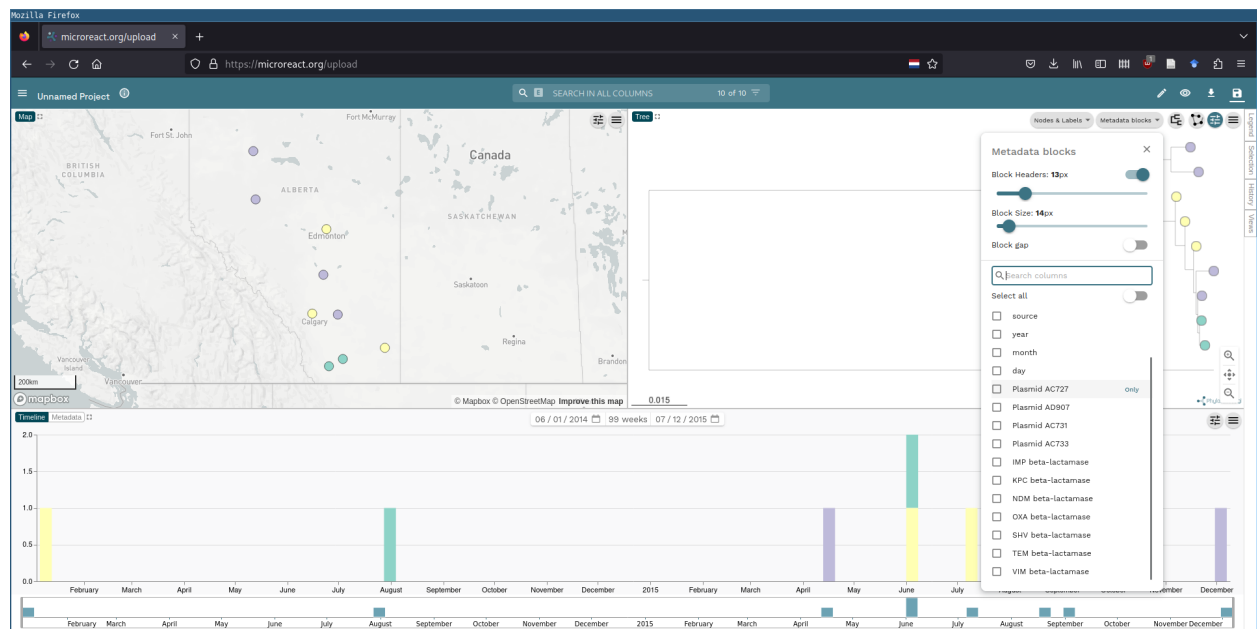 Mozilla Firefox
microreact.org/upload × +
https://microreact.org/upload
Unnamed Project
SEARCH IN ALL COLUMNS 10 of 10
Map
Fort McMurray
Fort St. John
Canada
BRITISH
COLUMBIA
ALBERTA
SASKATCHEWAN
Edmonton
Saskatoon
Calgary
Regina
Vancouver
Island
Brandon
200km
Vancouver
mapbox
© Mapbox © OpenStreetMap Improve this map
Tree
Nodes & Labels
Metadata blocks
Metadata blocks ×
Block Headers: 13px
Block Size: 14px
Block gap
Search columns
Select all
source
year
month
day
Plasmid AC727 Only
Plasmid AD907
Plasmid AC731
Plasmid AC733
IMP beta-lactamase
KPC beta-lactamase
NDM beta-lactamase
OXA beta-lactamase
SHV beta-lactamase
TEM beta-lactamase
VIM beta-lactamase
0.015
Legend
Selection
History
Views
Timeline Metadata
06 / 01 / 2014 99 weeks 07 / 12 / 2015
2.0
1.5
1.0
0.5
0.0
February March April May June July August September October November December 2015 February March April May June July August September October November December
February March April May June July August September October November December 2015 February March April May June July August September October November December